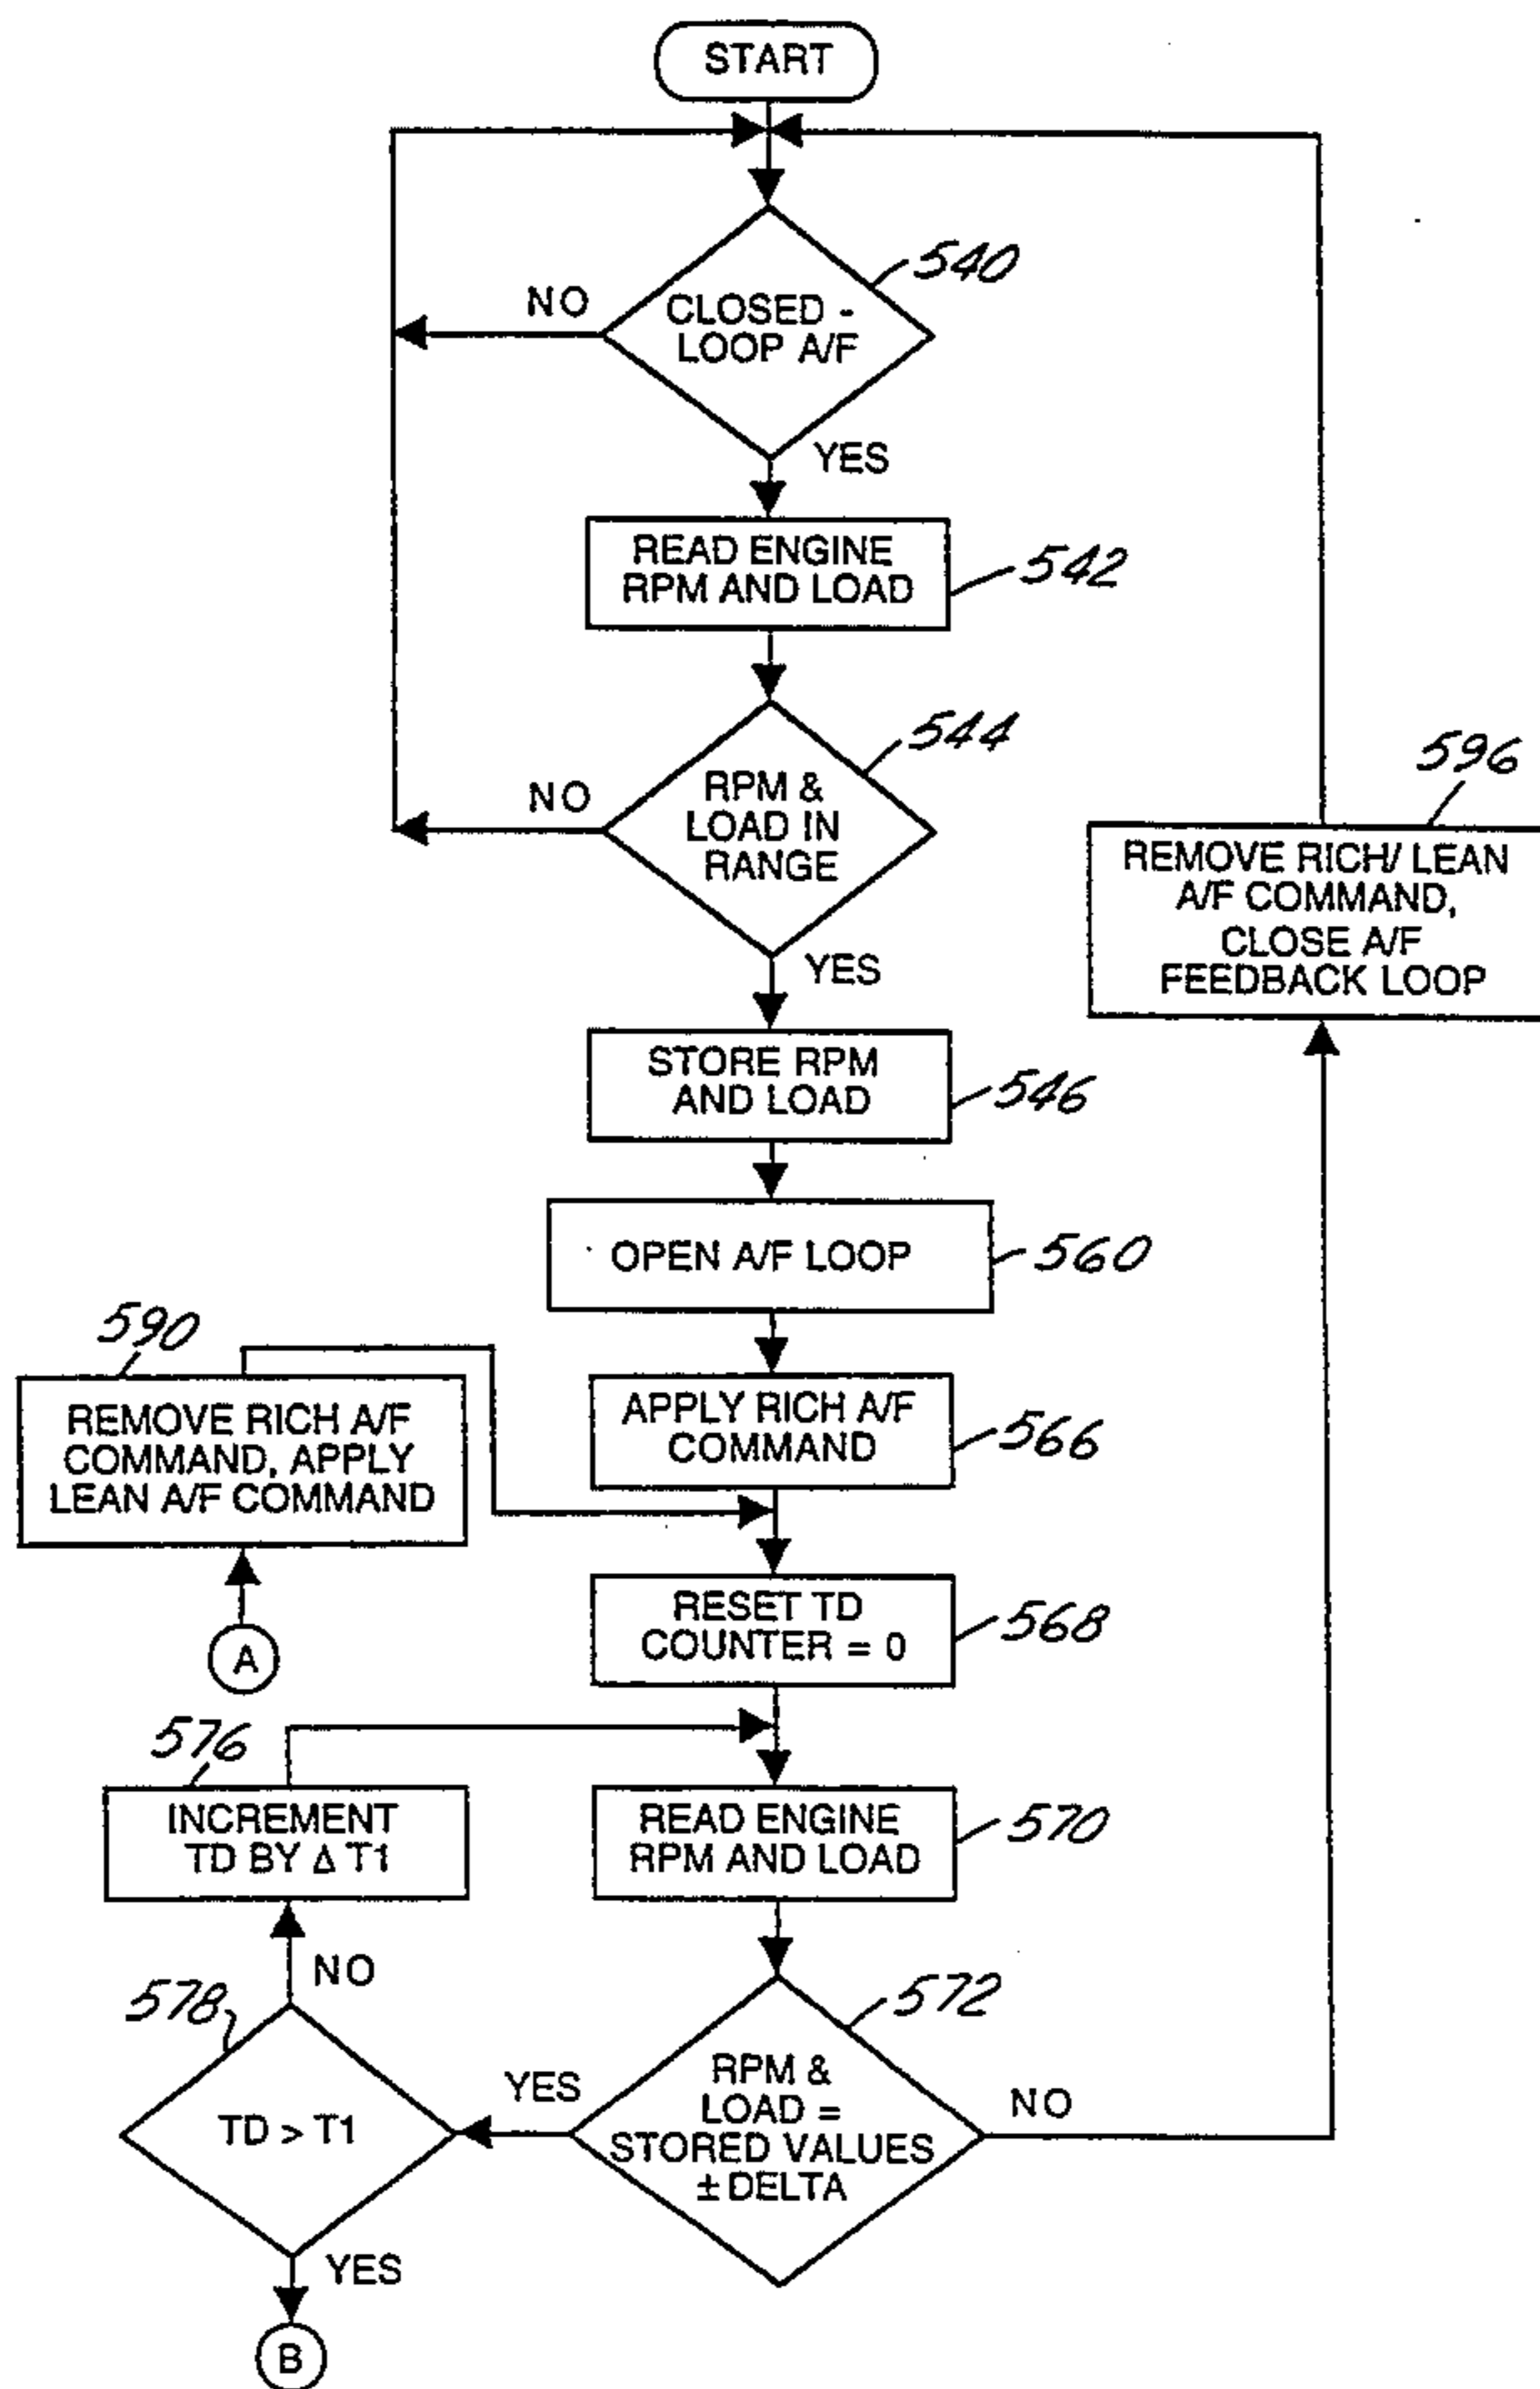 START
540
NO
CLOSED -
LOOP A/F
YES
READ ENGINE
RPM AND LOAD
542
544
NO
RPM &
LOAD IN
RANGE
YES
596
REMOVE RICH/ LEAN
A/F COMMAND,
CLOSE A/F
FEEDBACK LOOP
STORE RPM
AND LOAD
546
OPEN A/F LOOP
560
590
REMOVE RICH A/F
COMMAND, APPLY
LEAN A/F COMMAND
APPLY RICH A/F
COMMAND
566
A
RESET TD
COUNTER = 0
568
576
INCREMENT
TD BY Δ T1
READ ENGINE
RPM AND LOAD
570
NO
578
TD > T1
YES
572
RPM &
LOAD =
STORED VALUES
± DELTA
NO
YES
B